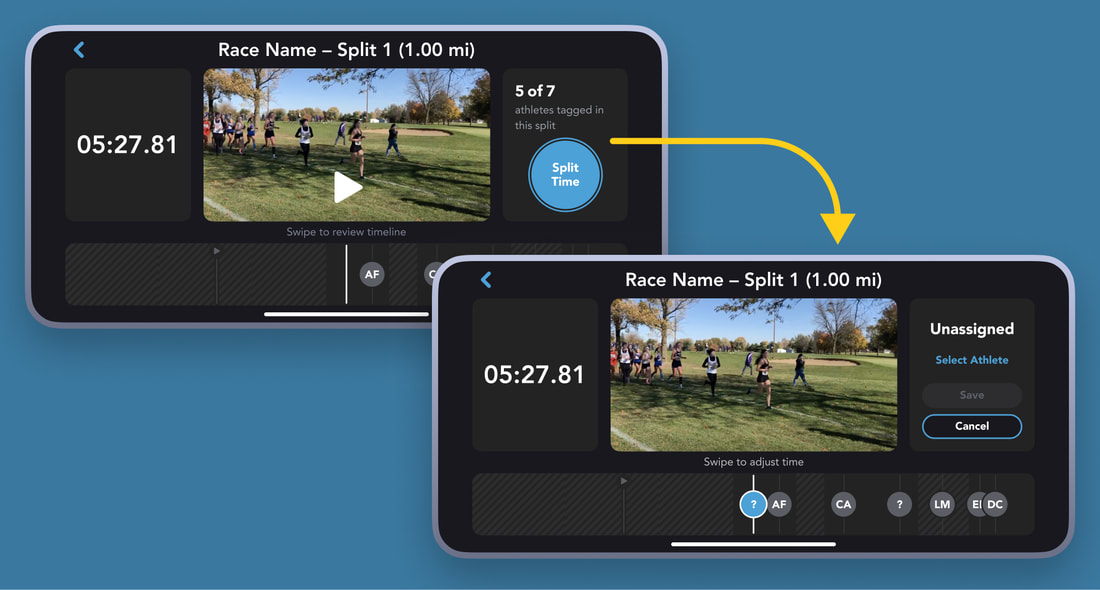 Race Name – Split 1 (1.00 mi)
05:27.81
5 of 7
athletes tagged in
this split
Split
Time
Swipe to review timeline
AF
Race Name – Split 1 (1.00 mi)
05:27.81
Unassigned
Select Athlete
Save
Cancel
Swipe to adjust time
? AF CA ? LM DC